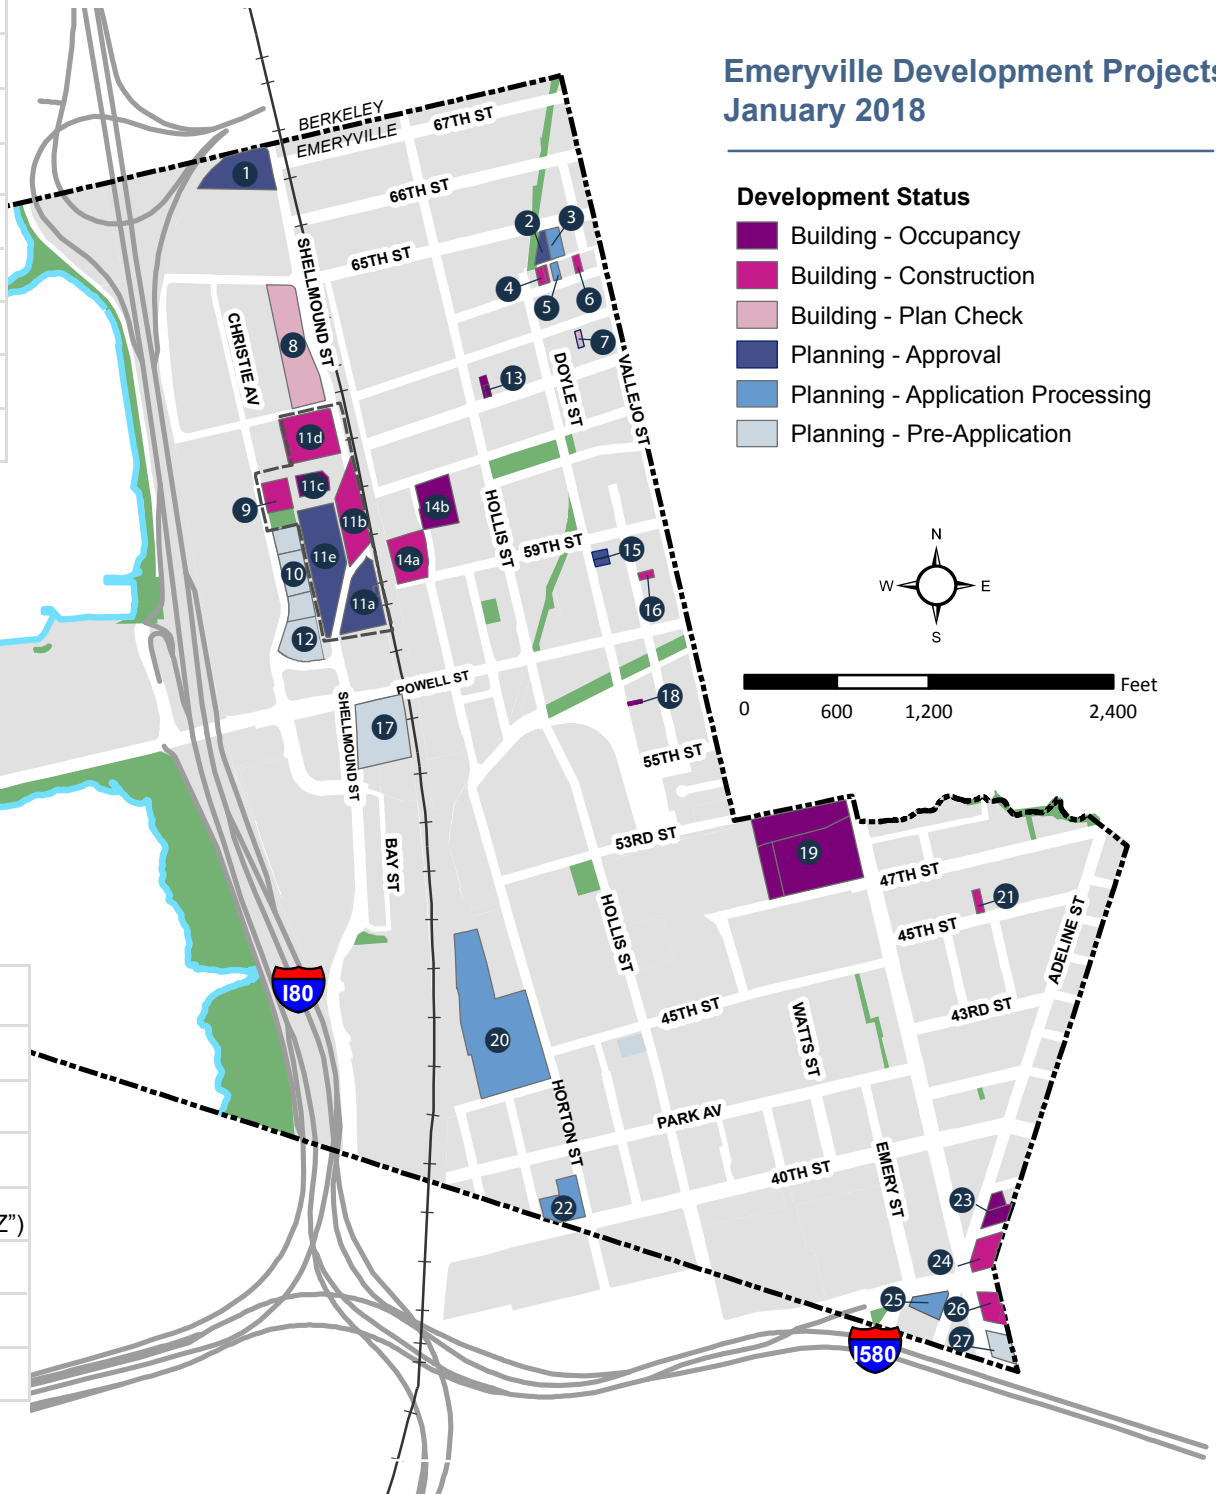 Emeryville Development Projects
January 2018
Development Status
Building - Occupancy
Building - Construction
Building - Plan Check
Planning - Approval
Planning - Application Processing
Planning - Pre-Application
N
W
E
S
Feet
0
600
1,200
2,400
BERKELEY
EMERYVILLE
67TH ST
66TH ST
65TH ST
SHELLMOUND ST
CHRISTIE AV
DOYLE ST
VALLEJO ST
HOLLIS ST
59TH ST
POWELL ST
SHELLMOUND ST
55TH ST
53RD ST
BAY ST
HOLLIS ST
47TH ST
45TH ST
ADELINE ST
43RD ST
45TH ST
WATTS ST
PARK AV
HORTON ST
40TH ST
EMERY ST
I80
I580
1
2
3
4
5
6
7
8
13
11d
11c
9
11b
14b
11e
14a
10
11a
12
15
16
17
18
19
20
21
22
23
24
25
26
27
Z”)